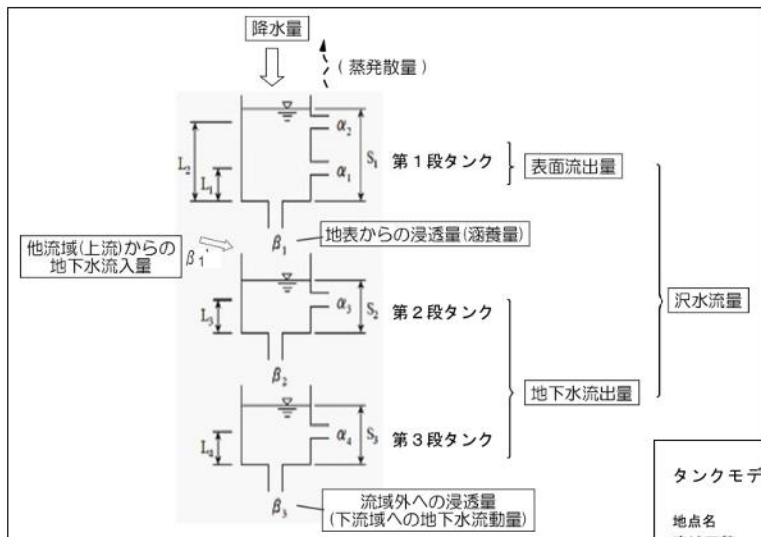 降水量
(蒸発散量)
α₂
S₁
L₂
L₁
α₁
第1段タンク
表面流出量
β₁
地表からの浸透量(涵養量)
他流域(上流)からの
地下水流入量
β₁'
α₃
S₂
L₃
第2段タンク
沢水流量
β₂
地下水流出量
α₄
S₃
第3段タンク
β₃
流域外への浸透量
(下流域への地下水流動量)
タンクモデ
地点名